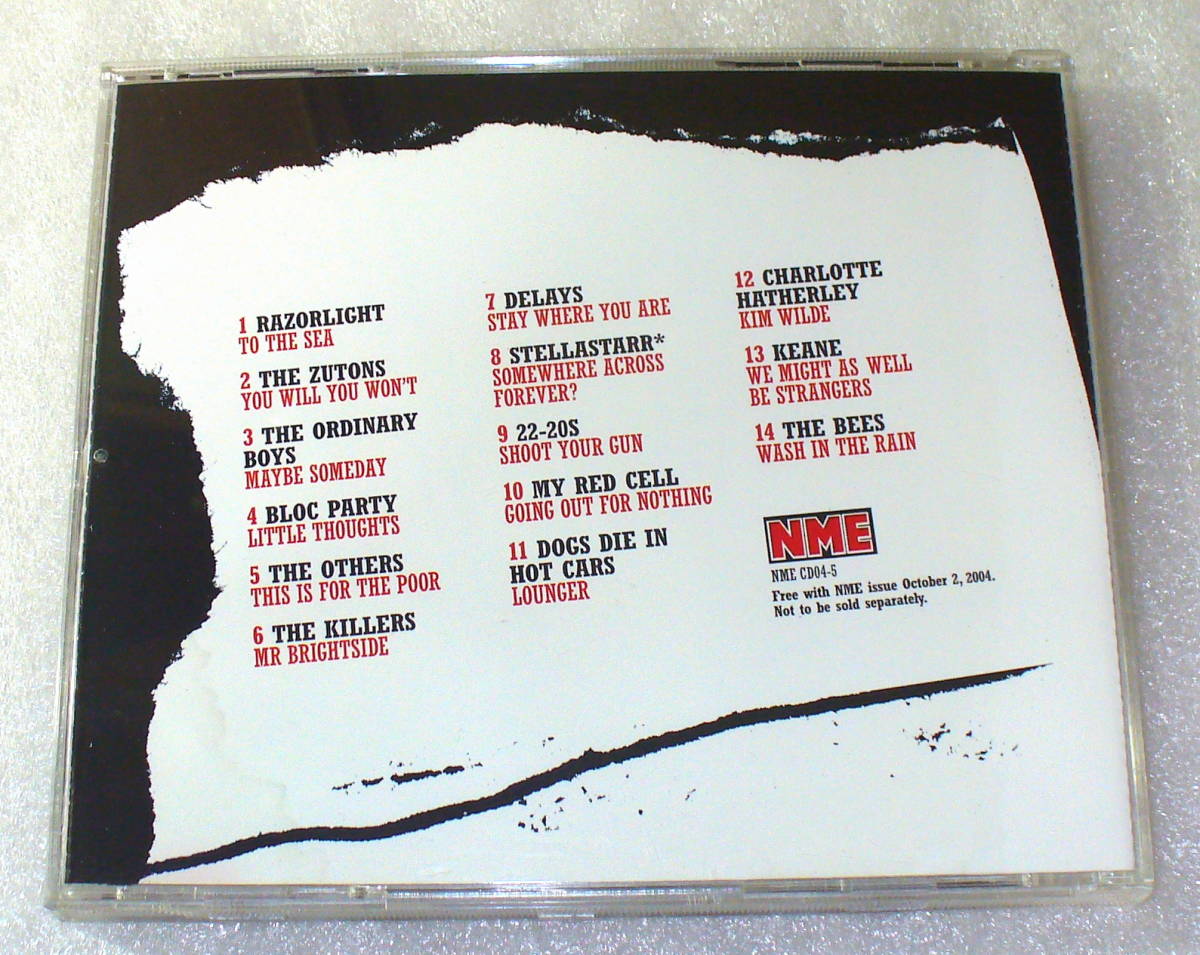 1 RAZORLIGHT
TO THE SEA
2 THE ZUTONS
YOU WILL YOU WON'T
3 THE ORDINARY
BOYS
MAYBE SOMEDAY
4 BLOC PARTY
LITTLE THOUGHTS
5 THE OTHERS
THIS IS FOR THE POOR
6 THE KILLERS
MR BRIGHTSIDE
7 DELAYS
STAY WHERE YOU ARE
8 STELLASTARR*
SOMEWHERE ACROSS
FOREVER?
9 22-20S
SHOOT YOUR GUN
10 MY RED CELL
GOING OUT FOR NOTHING
11 DOGS DIE IN
HOT CARS
LOUNGER
12 CHARLOTTE
HATHERLEY
KIM WILDE
13 KEANE
WE MIGHT AS WELL
BE STRANGERS
14 THE BEES
WASH IN THE RAIN
NME
NME CD04-5
Free with NME issue October 2, 2004.
Not to be sold separately.